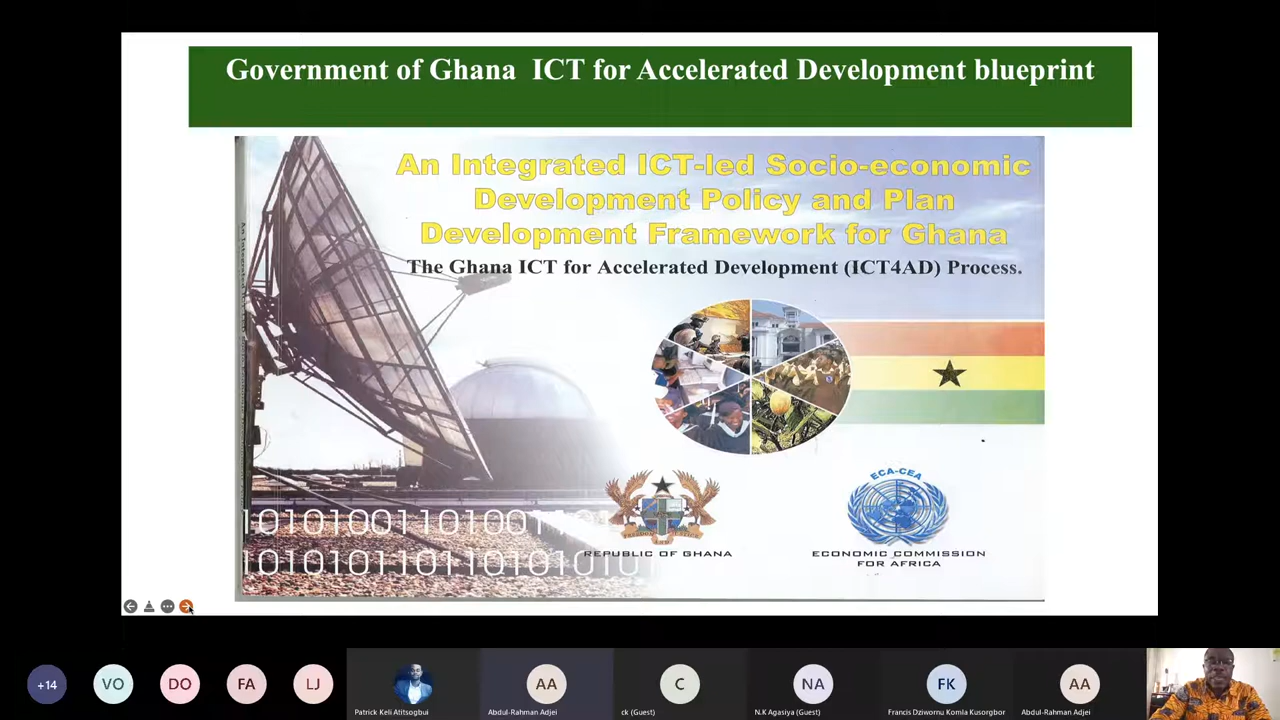 Government of Ghana ICT for Accelerated Development blueprint
An Integrated ICT-led Socio-economic
Development Policy and Plan
Development Framework for Ghana
The Ghana ICT for Accelerated Development (ICT4AD) Process.
ECA-CEA
REPUBLIC OF GHANA
ECONOMIC COMMISSION
FOR AFRICA
+14
VO
DO
FA
LJ
Patrick Keli Atitsogbui
AA
Abdul-Rahman Adjei
C
ck (Guest)
NA
N.K Agasiya (Guest)
FK
Francis Dziwornu Komla Kusorgbor
AA
Abdul-Rahman Adjei